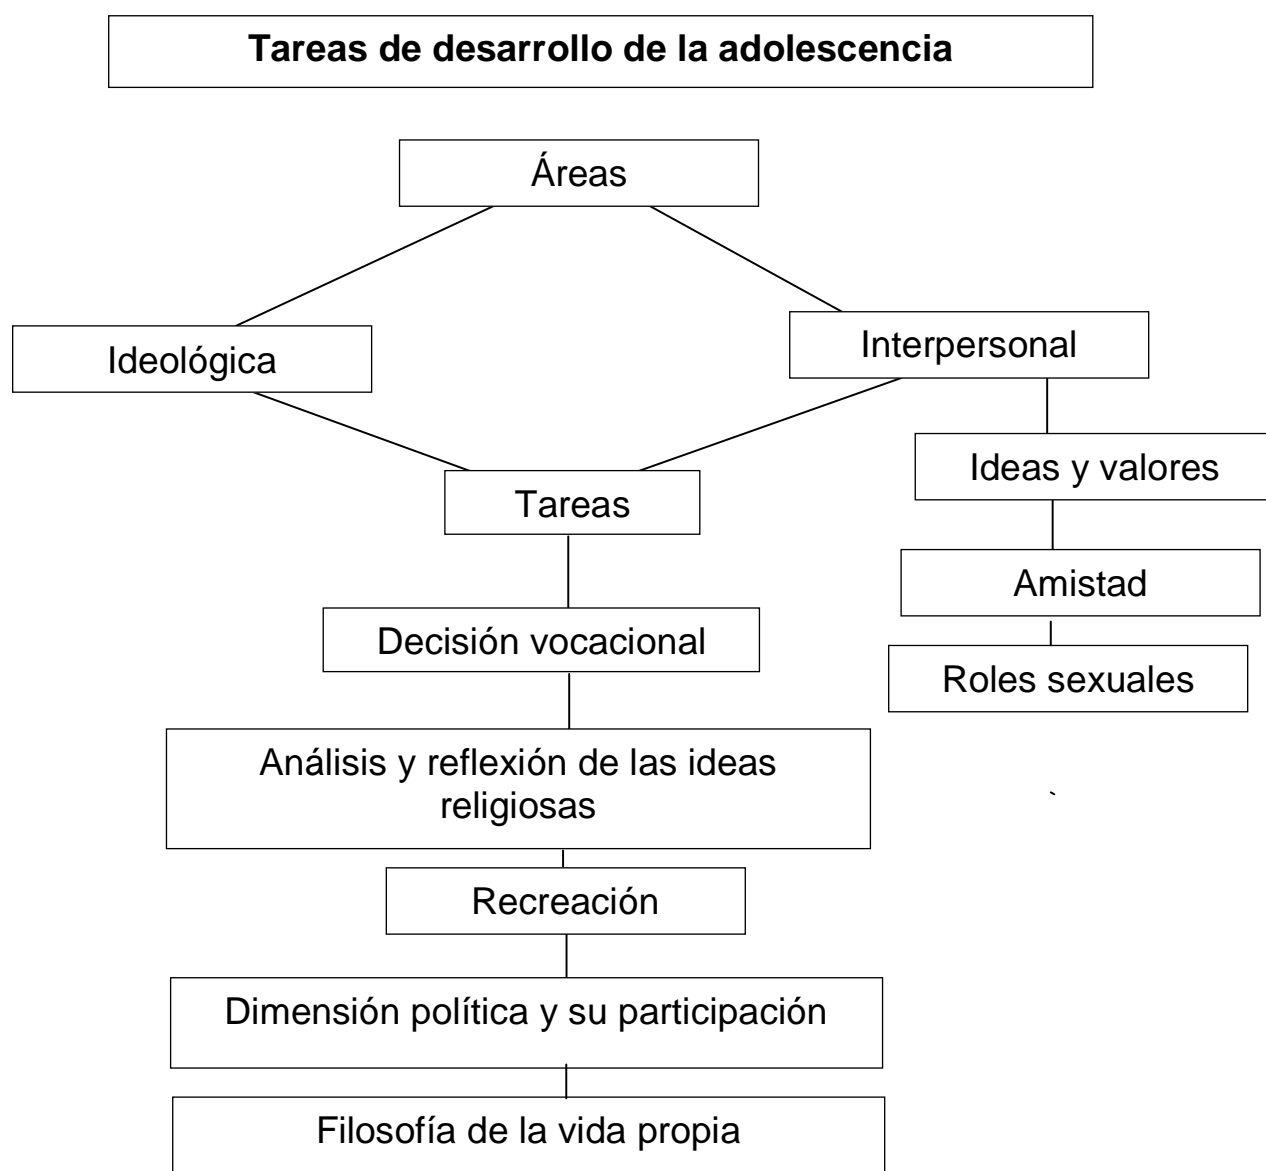 Tareas de desarrollo de la adolescencia
Áreas
Ideológica
Interpersonal
Tareas
Ideas y valores
Amistad
Roles sexuales
Decisión vocacional
Análisis y reflexión de las ideas
religiosas
Recreación
Dimensión política y su participación
Filosofía de la vida propia